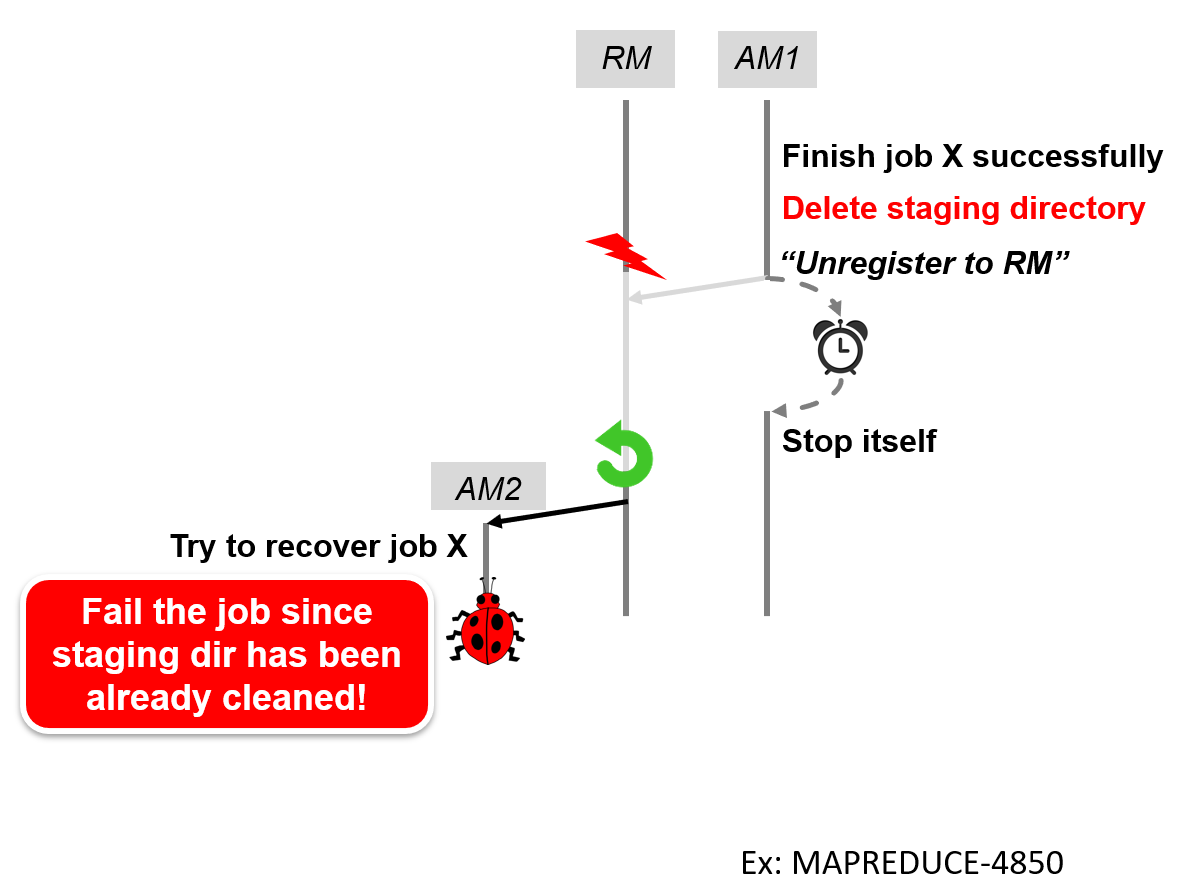 RM
AM1
Finish job X successfully
Delete staging directory
“Unregister to RM”
Stop itself
AM2
Try to recover job X
Fail the job since
staging dir has been
already cleaned!
Ex: MAPREDUCE-4850